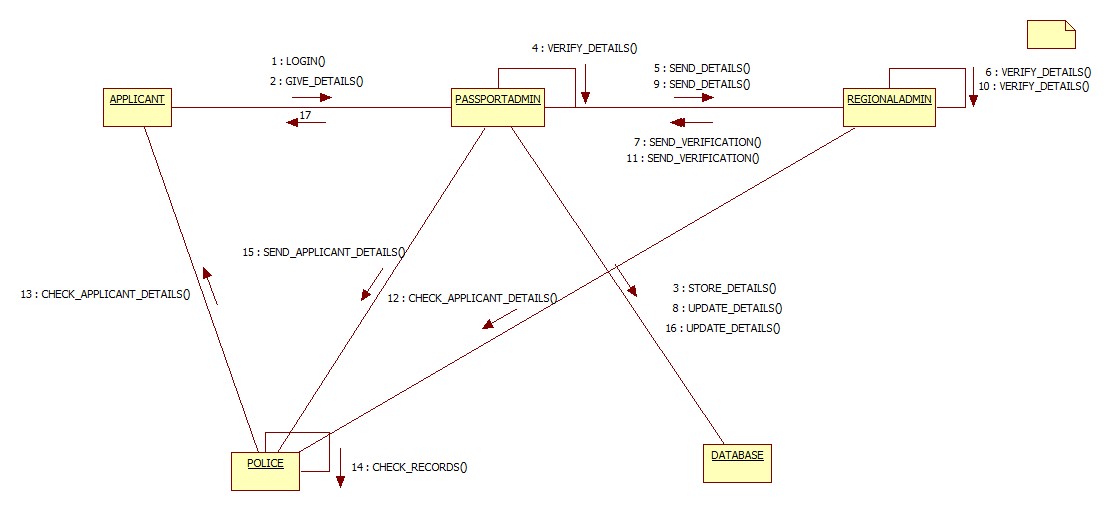 4 : VERIFY_DETAILS()
1 : LOGIN()
2 : GIVE_DETAILS()
5 : SEND_DETAILS()
9 : SEND_DETAILS()
6 : VERIFY_DETAILS()
10 : VERIFY_DETAILS()
APPLICANT
PASSPORTADMIN
REGIONALADMIN
17
7 : SEND_VERIFICATION()
11 : SEND_VERIFICATION()
15 : SEND_APPLICANT_DETAILS()
13 : CHECK_APPLICANT_DETAILS()
12 : CHECK_APPLICANT_DETAILS()
3 : STORE_DETAILS()
8 : UPDATE_DETAILS()
16 : UPDATE_DETAILS()
POLICE
14 : CHECK_RECORDS()
DATABASE